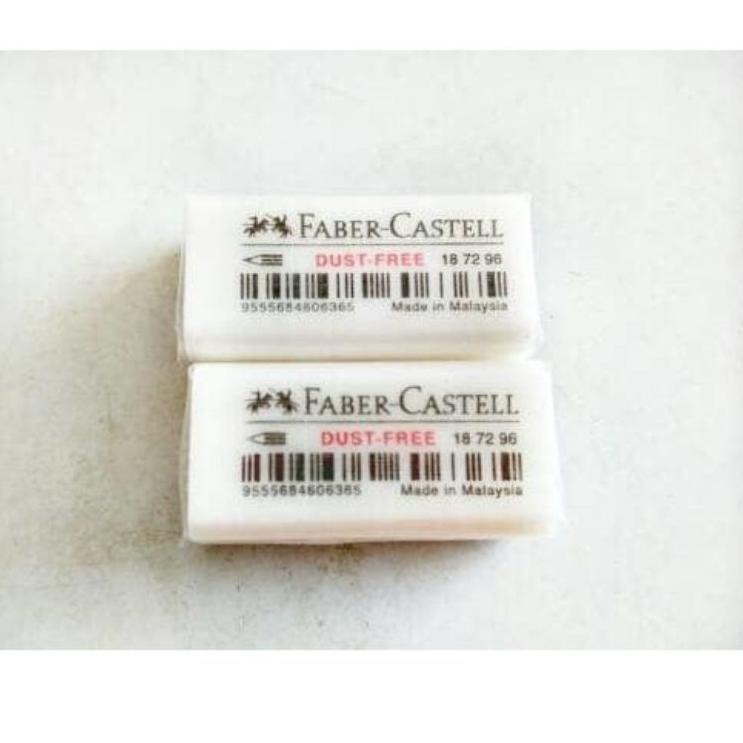 FABER-CASTELL
DUST-FREE 18 72 96
9555684606365 Made in Malaysia
FABER-CASTELL
DUST-FREE 18 72 96
9555684606365 Made in Malaysia